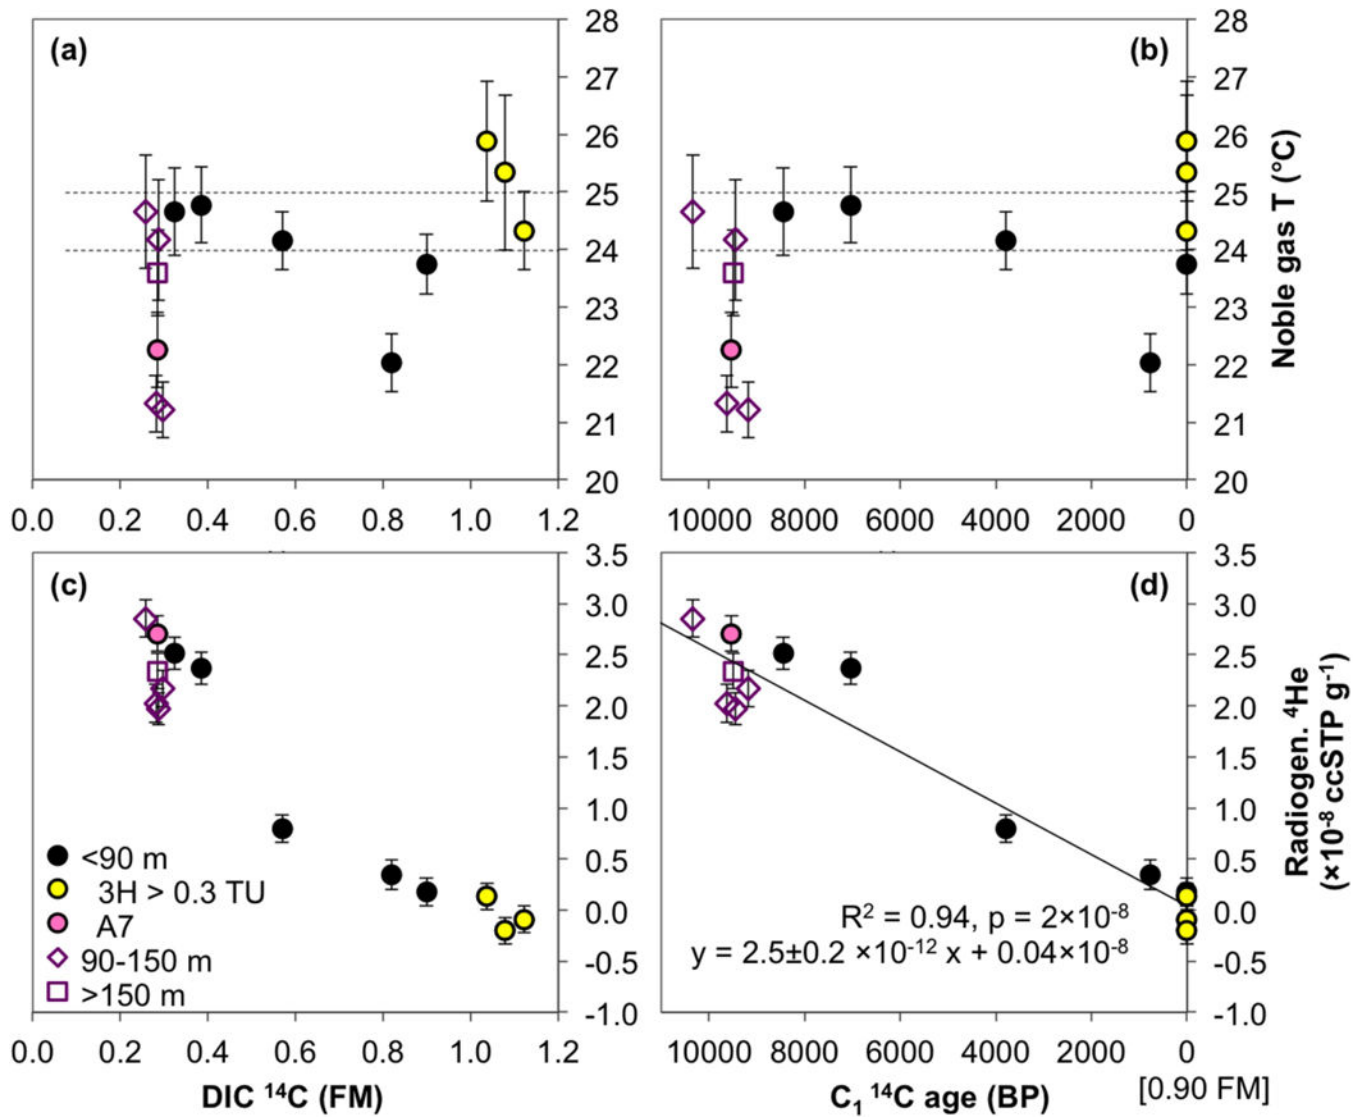 (a)
(b)
28
28
27
27
26
26
25
25
24
24
23
23
22
22
21
21
20
20
Noble gas T (°C)
0.0 0.2 0.4 0.6 0.8 1.0 1.2
10000 8000 6000 4000 2000 0
(c)
(d)
3.5
3.5
3.0
3.0
2.5
2.5
2.0
2.0
1.5
1.5
1.0
1.0
0.5
0.5
0.0
0.0
-0.5
-0.5
-1.0
-1.0
Radiogen. ⁴He
(×10⁻⁸ ccSTP g⁻¹)
<90 m
3H > 0.3 TU
A7
90-150 m
>150 m
R² = 0.94, p = 2×10⁻⁸
y = 2.5±0.2 ×10⁻¹² x + 0.04×10⁻⁸
0.0 0.2 0.4 0.6 0.8 1.0 1.2
10000 8000 6000 4000 2000 0
DIC ¹⁴C (FM)
C₁ ¹⁴C age (BP)
[0.90 FM]